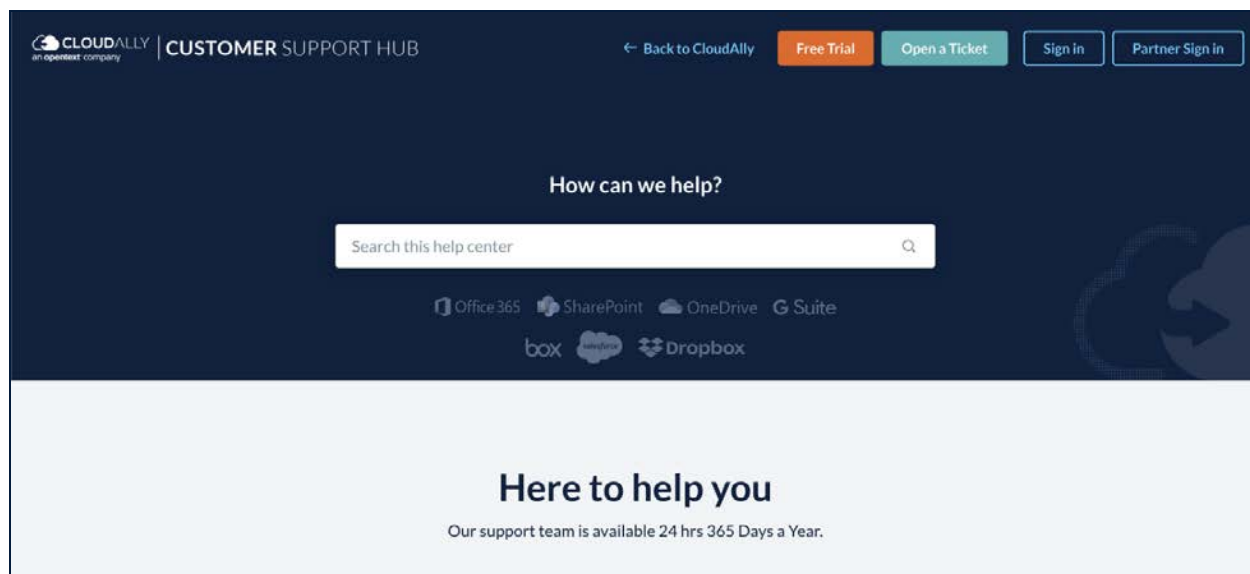 CLOUDALLY
an opentext company
CUSTOMER SUPPORT HUB
← Back to CloudAlly
Free Trial
Open a Ticket
Sign in
Partner Sign in
How can we help?
Search this help center
Office 365 SharePoint OneDrive G Suite
box salesforce Dropbox
Here to help you
Our support team is available 24 hrs 365 Days a Year.